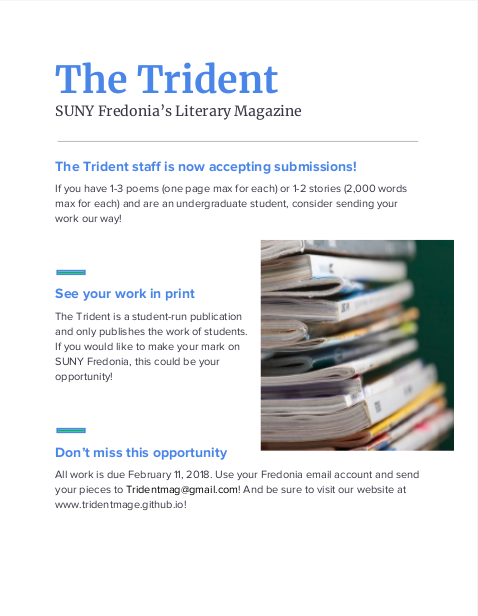 The Trident
SUNY Fredonia’s Literary Magazine
The Trident staff is now accepting submissions!
If you have 1-3 poems (one page max for each) or 1-2 stories (2,000 words
max for each) and are an undergraduate student, consider sending your
work our way!
See your work in print
The Trident is a student-run publication
and only publishes the work of students.
If you would like to make your mark on
SUNY Fredonia, this could be your
opportunity!
Don’t miss this opportunity
All work is due February 11, 2018. Use your Fredonia email account and send
your pieces to Tridentmag@gmail.com! And be sure to visit our website at
www.tridentmage.github.io!